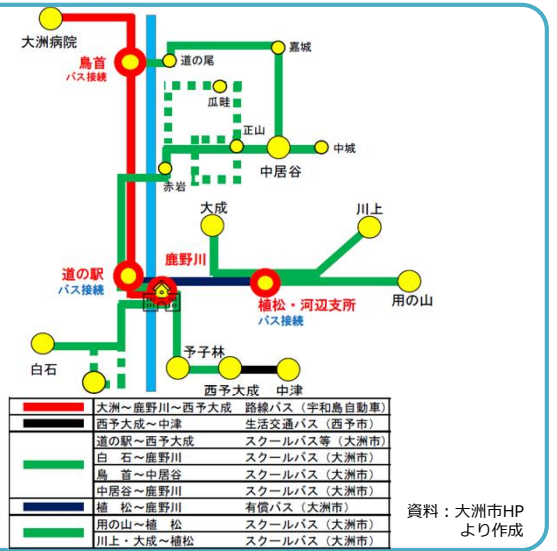 大洲病院
鳥首
バス接続
道の尾
嘉城
瓜畦
正山
中居谷
中城
赤岩
大成
川上
鹿野川
道の駅
バス接続
植松・河辺支所
バス接続
用の山
白石
予子林
西予大成
中津
大洲～鹿野川～西予大成 路線バス（宇和島自動車）
西予大成～中津 生活交通バス（西予市）
道の駅～西予大成 スクールバス等（大洲市）
白 石～鹿野川 スクールバス（大洲市）
鳥 首～中居谷 スクールバス（大洲市）
中居谷～鹿野川 スクールバス（大洲市）
植 松～鹿野川 有償バス（大洲市）
用の山～植 松 スクールバス（大洲市）
川上・大成～植松 スクールバス（大洲市）
資料：大洲市HP
より作成